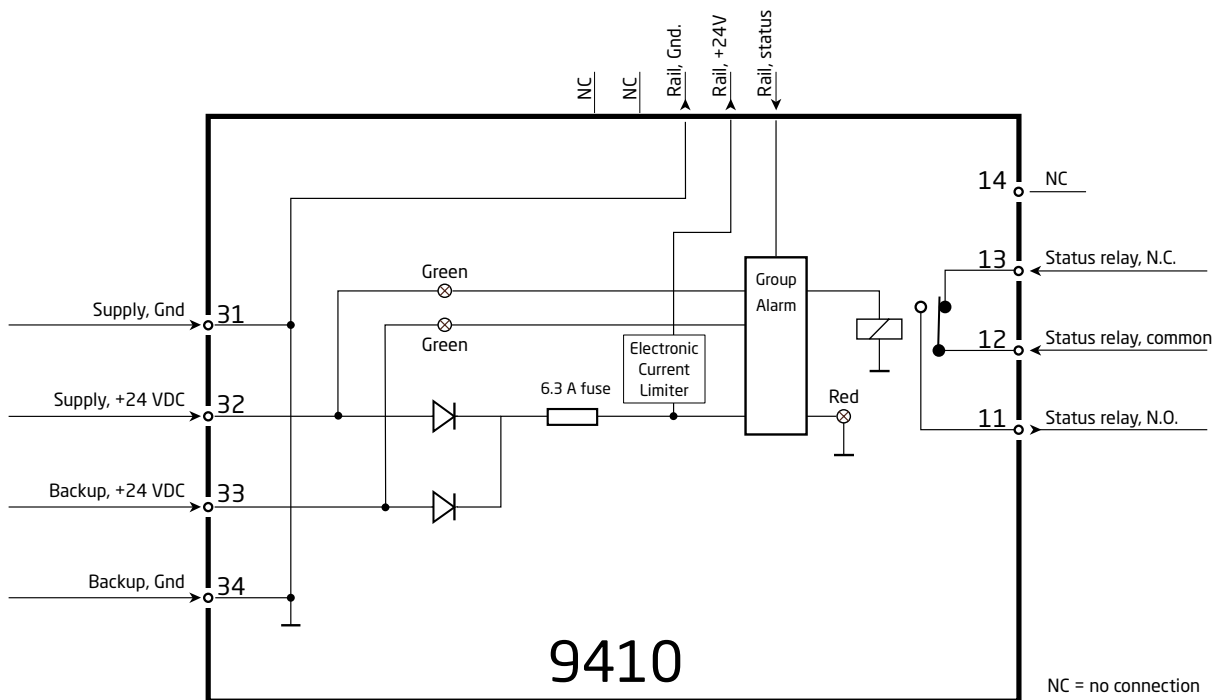 NC
NC
Rail, Gnd.
Rail, +24V
Rail, status
14
NC
Green
Group
Alarm
13
Status relay, N.C.
Supply, Gnd
31
Green
Electronic
Current
Limiter
12
Status relay, common
Supply, +24 VDC
32
6.3 A fuse
Red
11
Status relay, N.O.
Backup, +24 VDC
33
Backup, Gnd
34
9410
NC = no connection